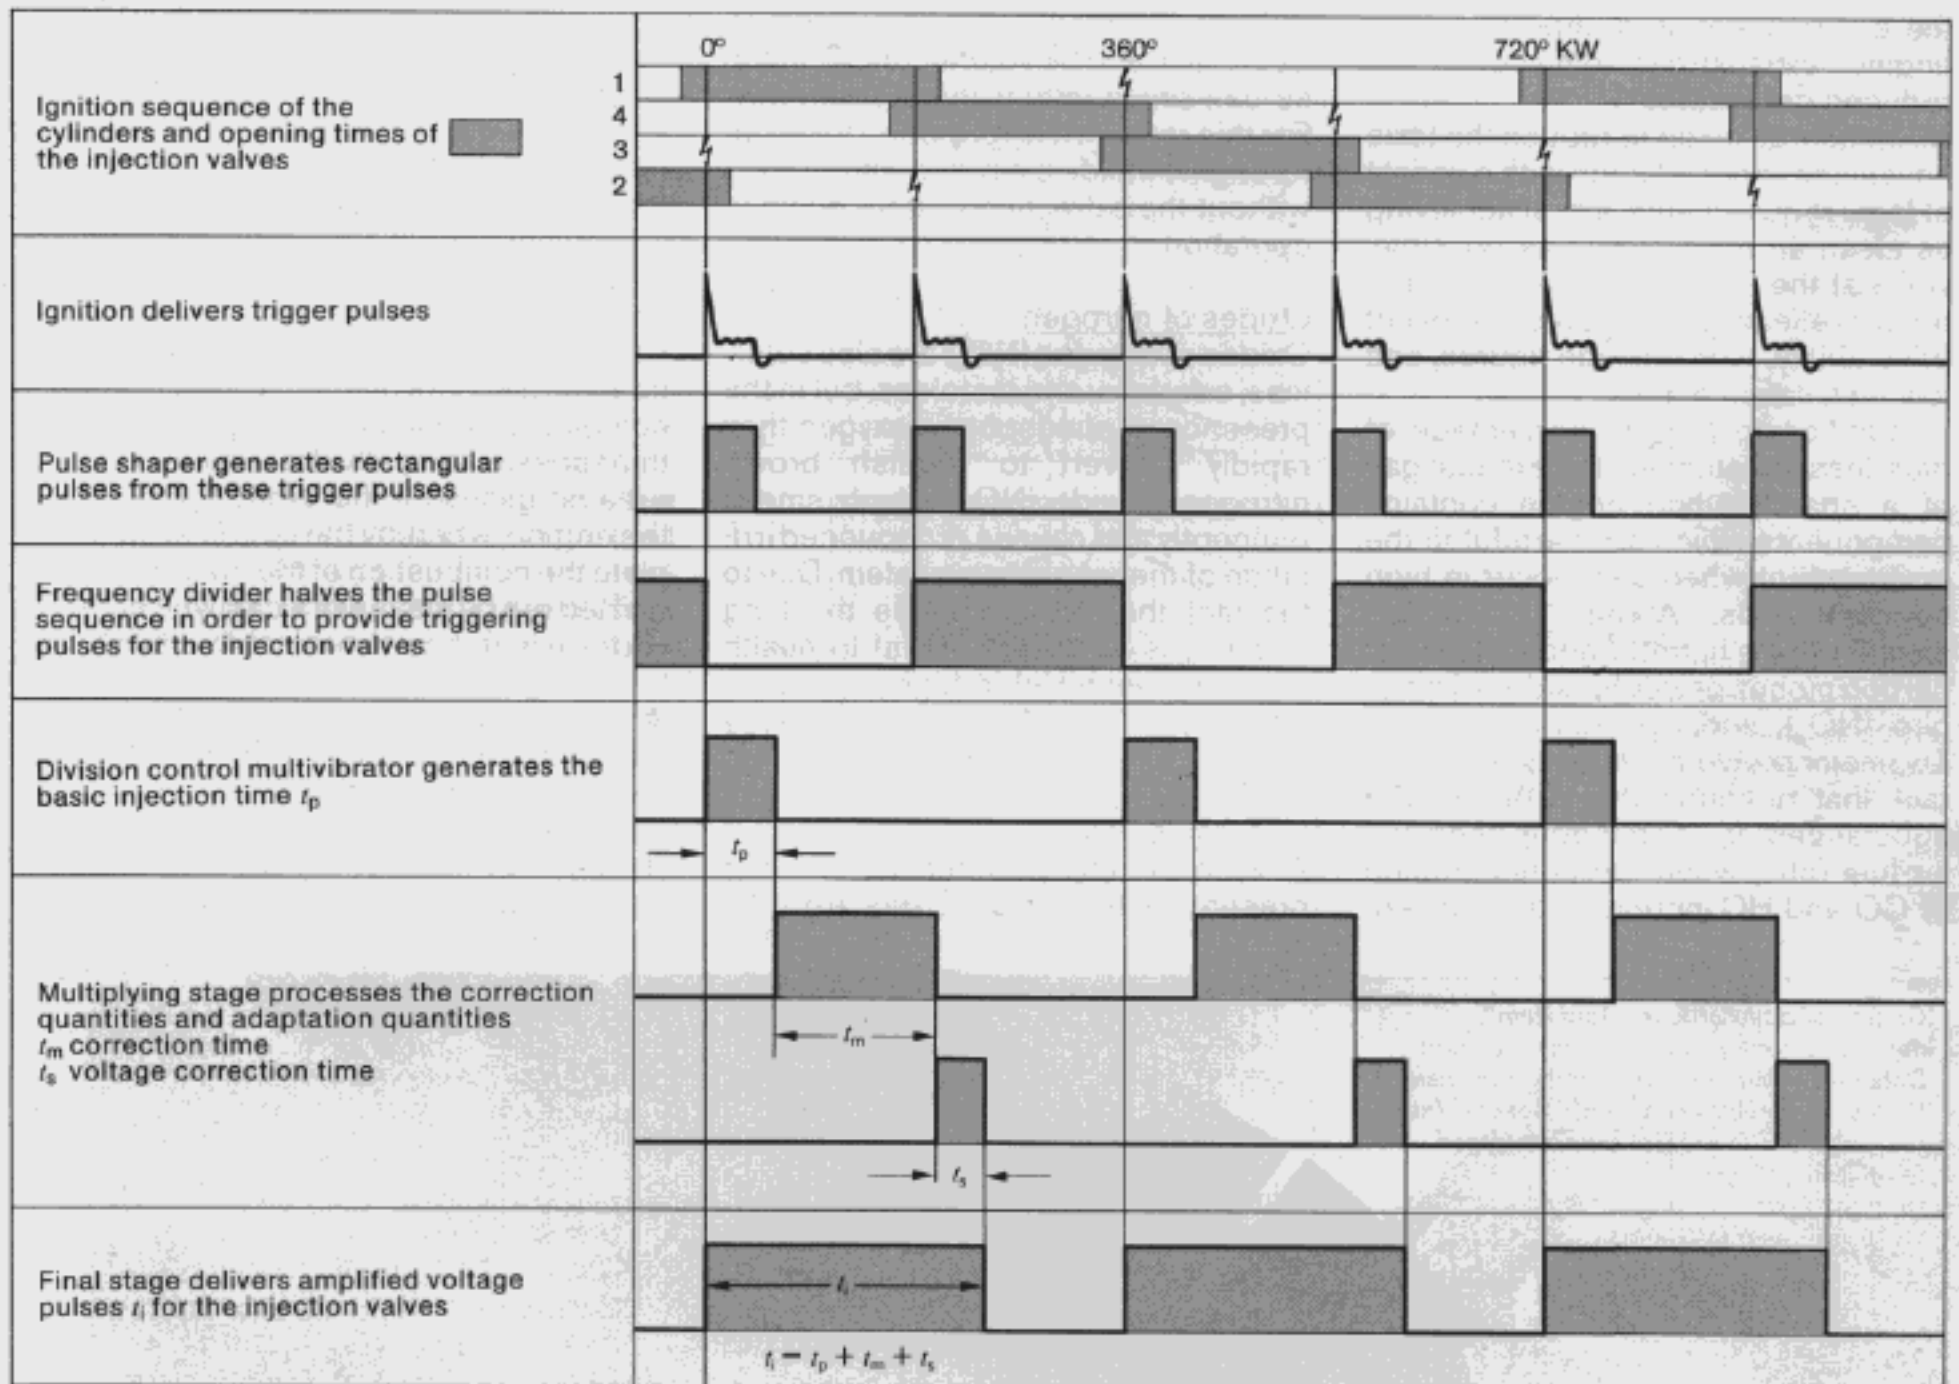 0° 360° 720° KW
Ignition sequence of the
cylinders and opening times of
the injection valves
1
4
3
2
Ignition delivers trigger pulses
Pulse shaper generates rectangular
pulses from these trigger pulses
Frequency divider halves the pulse
sequence in order to provide triggering
pulses for the injection valves
Division control multivibrator generates the
basic injection time tp
tp
Multiplying stage processes the correction
quantities and adaptation quantities
tm correction time
ts voltage correction time
tm
ts
Final stage delivers amplified voltage
pulses ti for the injection valves
ti
ti = tp + tm + ts